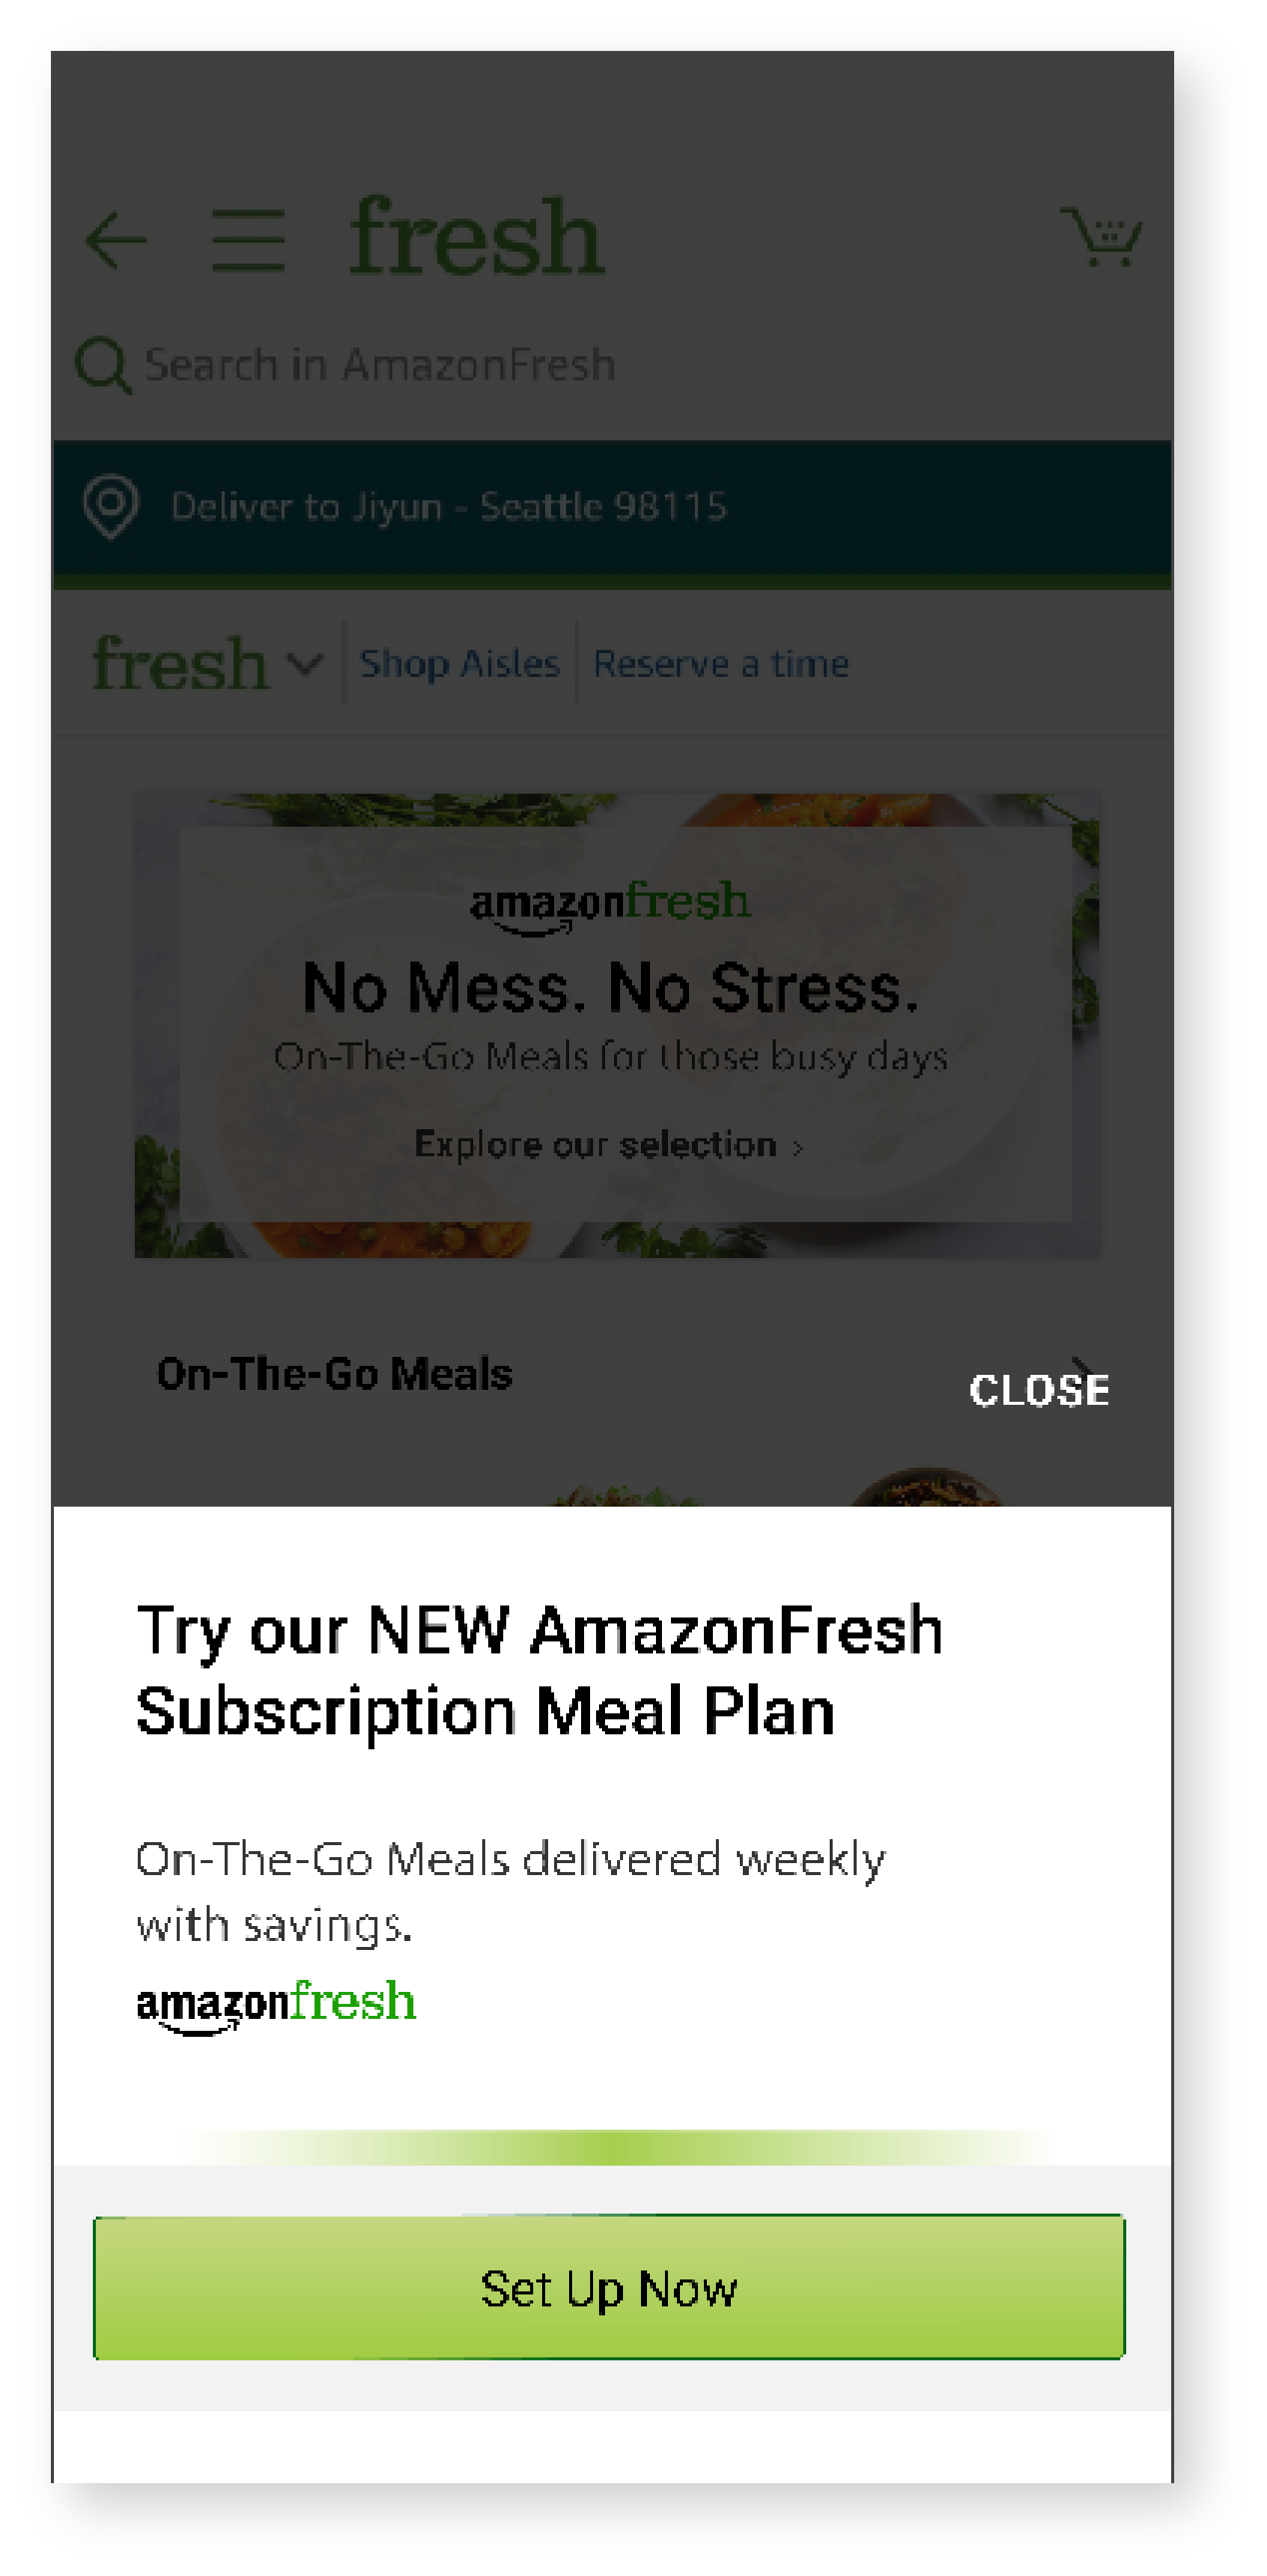 fresh
Search in AmazonFresh
Deliver to Jiyun - Seattle 98115
fresh Shop Aisles Reserve a time
amazonfresh
No Mess. No Stress.
On-The-Go Meals for those busy days
Explore our selection ›
On-The-Go Meals
CLOSE
Try our NEW AmazonFresh
Subscription Meal Plan
On-The-Go Meals delivered weekly
with savings.
amazonfresh
Set Up Now